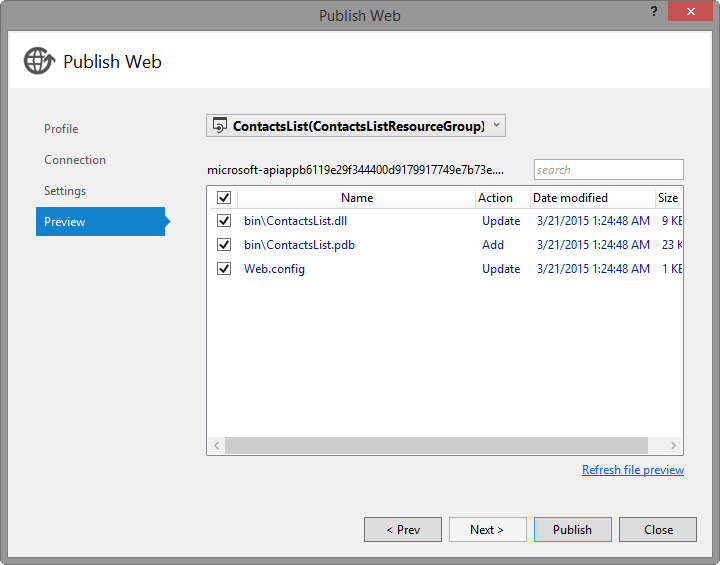 Publish Web
?
Publish Web
Profile
Connection
Settings
Preview
ContactsList(ContactsListResourceGroup)
microsoft-apiappb6119e29f344400d9179917749e7b73e....
search
Name Action Date modified Size
bin\ContactsList.dll Update 3/21/2015 1:24:48 AM 9 KB
bin\ContactsList.pdb Add 3/21/2015 1:24:48 AM 23 K
Web.config Update 3/21/2015 1:24:48 AM 1 KB
Refresh file preview
< Prev Next > Publish Close